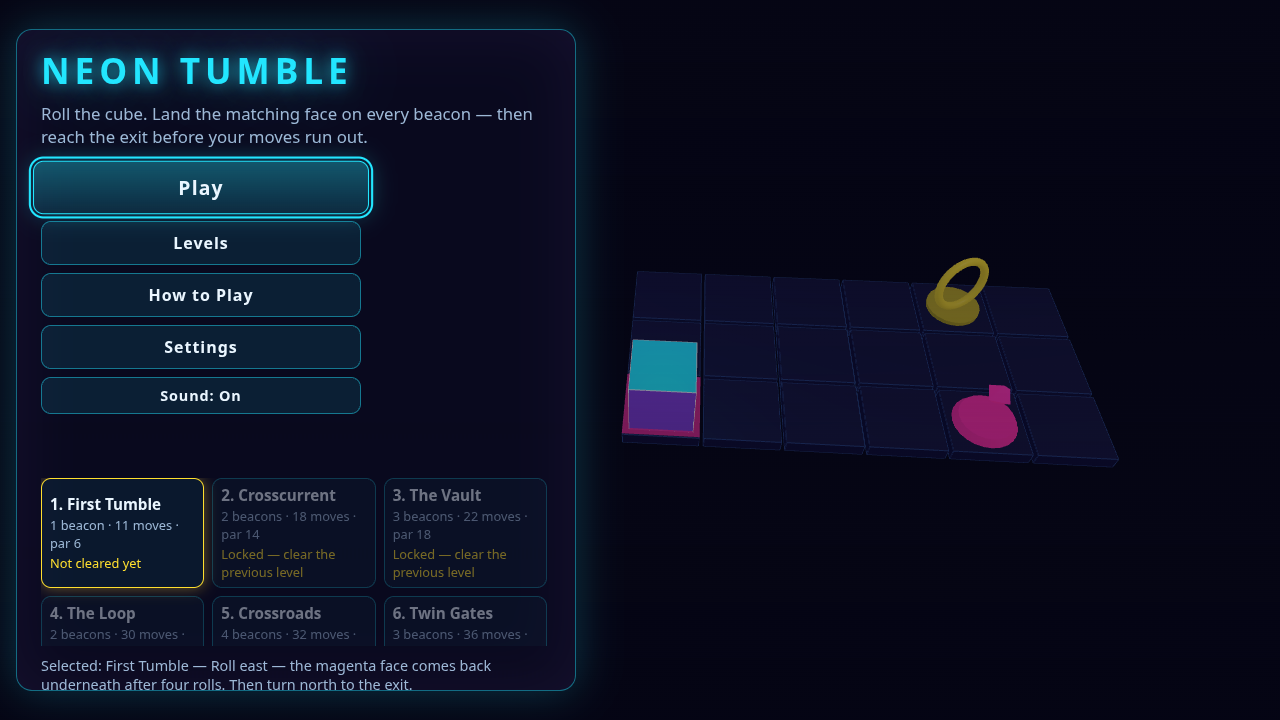 NEON TUMBLE
Roll the cube. Land the matching face on every beacon — then
reach the exit before your moves run out.
Play
Levels
How to Play
Settings
Sound: On
1. First Tumble
1 beacon · 11 moves ·
par 6
Not cleared yet
2. Crosscurrent
2 beacons · 18 moves ·
par 14
Locked — clear the
previous level
3. The Vault
3 beacons · 22 moves ·
par 18
Locked — clear the
previous level
4. The Loop
2 beacons · 30 moves ·
5. Crossroads
4 beacons · 32 moves ·
6. Twin Gates
3 beacons · 36 moves ·
Selected: First Tumble — Roll east — the magenta face comes back
underneath after four rolls. Then turn north to the exit.